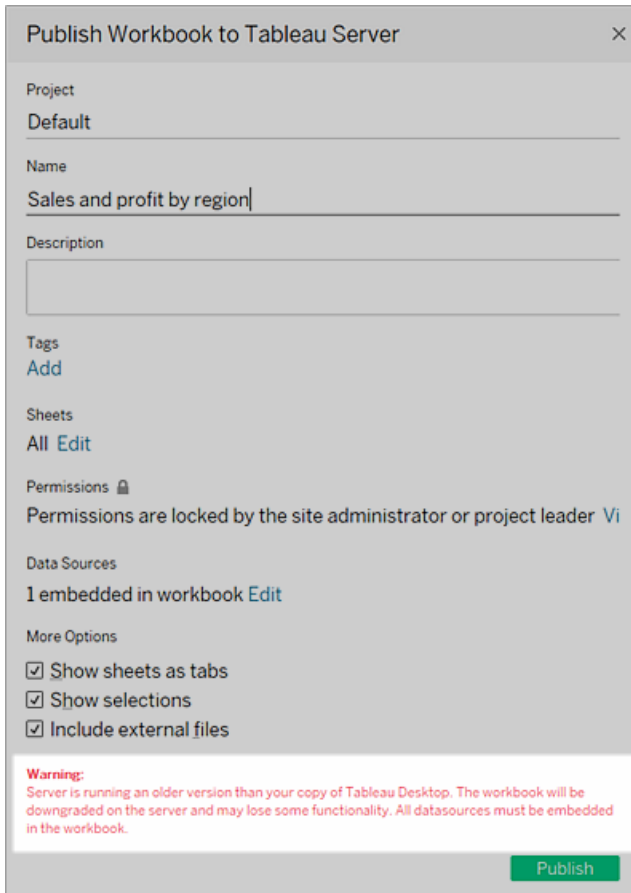 Publish Workbook to Tableau Server
Project
Default
Name
Sales and profit by region
Description
Tags
Add
Sheets
All Edit
Permissions
Permissions are locked by the site administrator or project leader Vi
Data Sources
1 embedded in workbook Edit
More Options
Show sheets as tabs
Show selections
Include external files
Warning:
Server is running an older version than your copy of Tableau Desktop. The workbook will be
downgraded on the server and may lose some functionality. All datasources must be embedded
in the workbook.
Publish